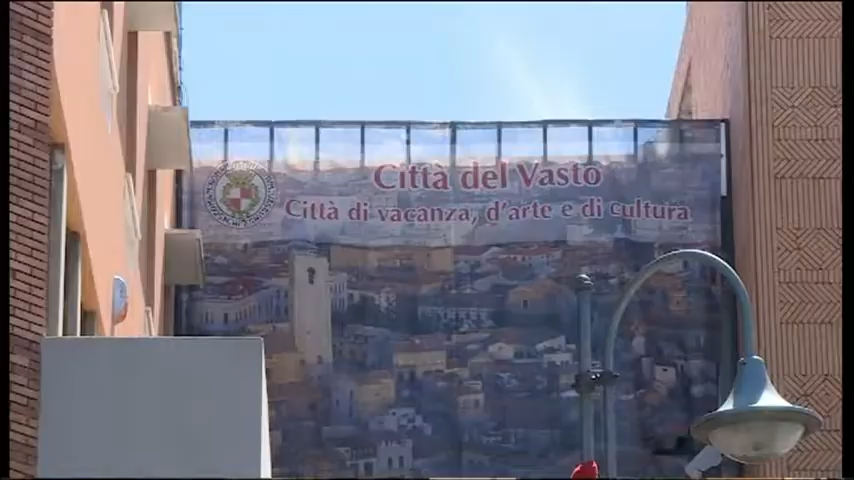 Città del Vasto
Città di vacanza, d'arte e di cultura